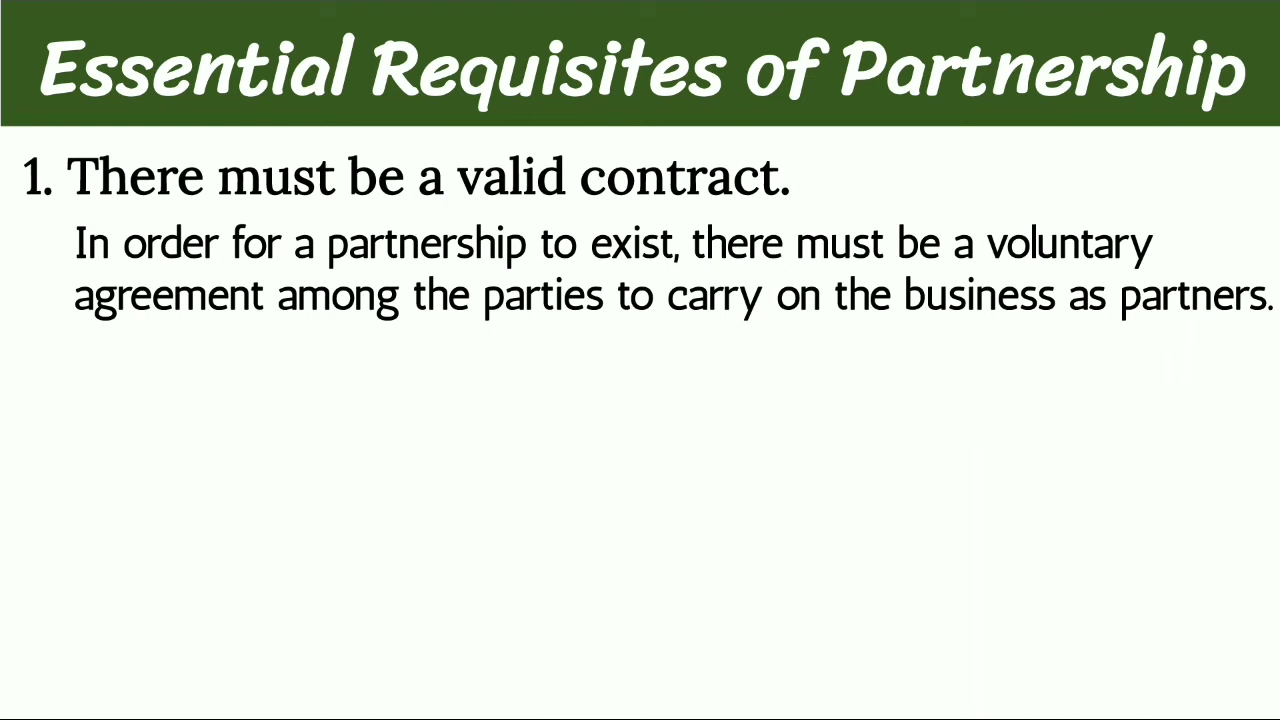 Essential Requisites of Partnership
1. There must be a valid contract.
In order for a partnership to exist, there must be a voluntary
agreement among the parties to carry on the business as partners.